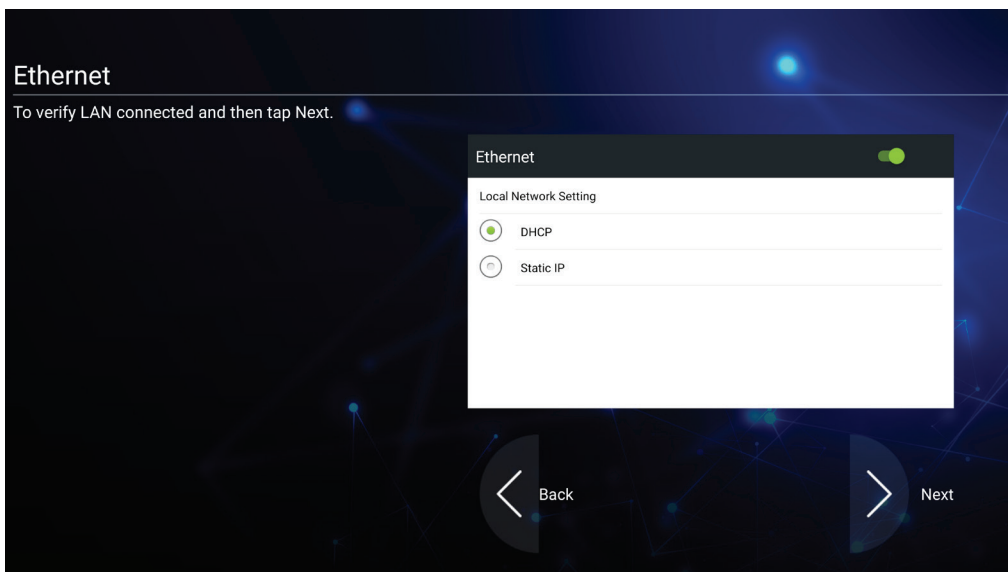 Ethernet
To verify LAN connected and then tap Next.
Ethernet
Local Network Setting
DHCP
Static IP
Back
Next